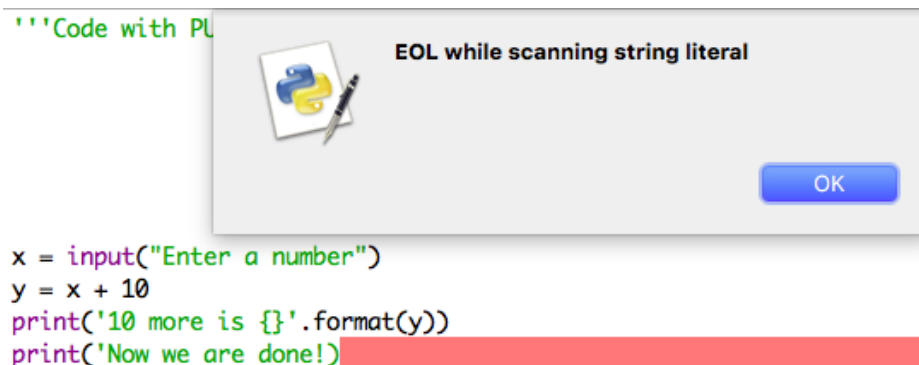 '''Code with PU
EOL while scanning string literal
OK
x = input("Enter a number")
y = x + 10
print('10 more is {}'.format(y))
print('Now we are done!)